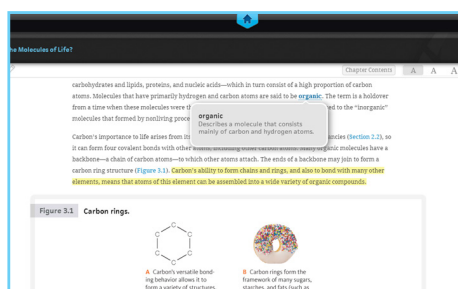 he Molecules of Life?
Chapter Contents A A A
carbohydrates and lipids, proteins, and nucleic acids—which in turn consist of a high proportion of carbon
atoms. Molecules that have primarily hydrogen and carbon atoms are said to be organic. The term is a holdover
from a time when these molecules were th ed to the “inorganic”
molecules that formed by nonliving proce
organic
Describes a molecule that consists
mainly of carbon and hydrogen atoms.
Carbon’s importance to life arises from its ancies (Section 2.2), so
it can form four covalent bonds with other atoms, including other carbon atoms. Many organic molecules have a
backbone—a chain of carbon atoms—to which other atoms attach. The ends of a backbone may join to form a
carbon ring structure (Figure 3.1). Carbon’s ability to form chains and rings, and also to bond with many other
elements, means that atoms of this element can be assembled into a wide variety of organic compounds.
Figure 3.1 Carbon rings.
C
C C
C C
C
A Carbon’s versatile bond-
ing behavior allows it to
form a variety of structures,
B Carbon rings form the
framework of many sugars,
starches, and fats (such as